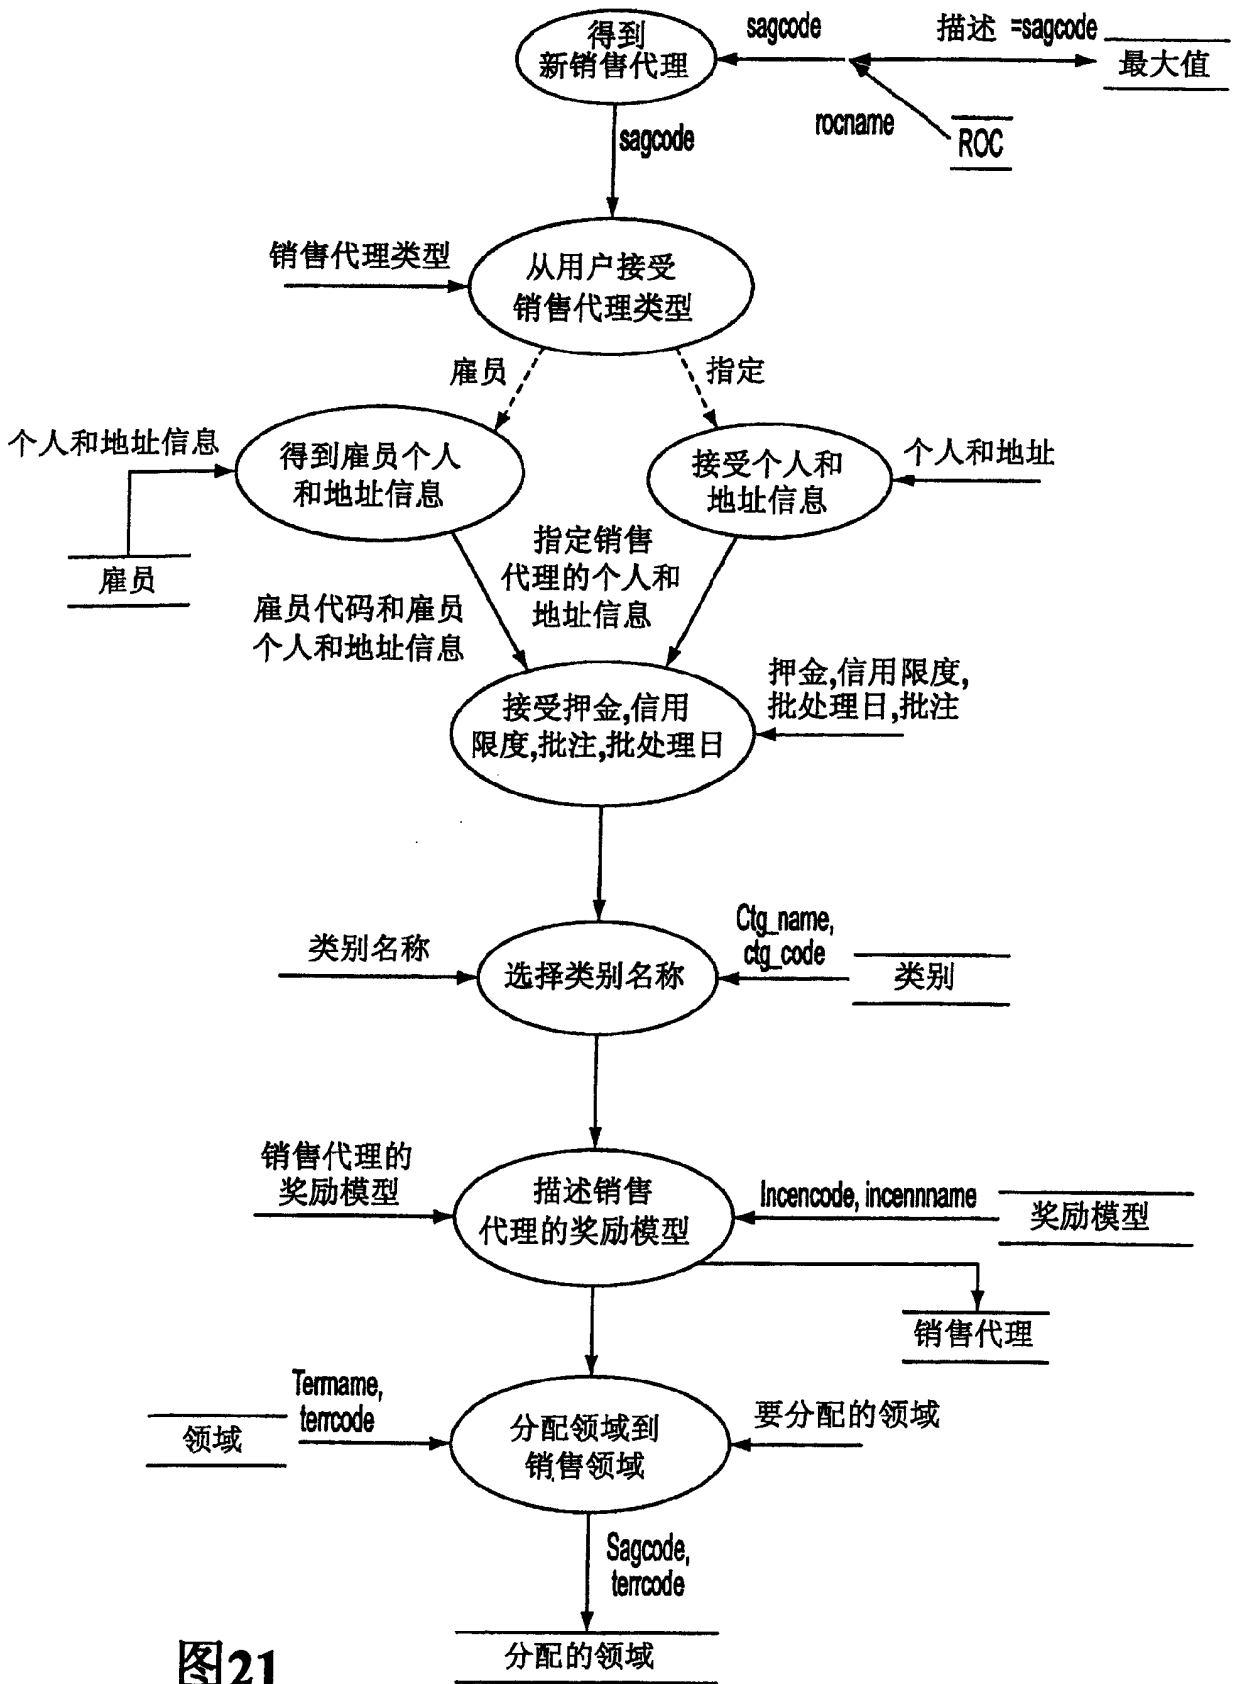 得到
新销售代理
sagcode
描述 =sagcode
最大值
rocname
ROC
sagcode
销售代理类型
从用户接受
销售代理类型
雇员
指定
个人和地址信息
得到雇员个人
和地址信息
接受个人和
地址信息
个人和地址
雇员
指定销售
代理的个人和
地址信息
雇员代码和雇员
个人和地址信息
押金,信用限度,
批处理日,批注
接受押金,信用
限度,批注,批处理日
类别名称
选择类别名称
Ctg_name,
ctg_code
类别
销售代理的
奖励模型
描述销售
代理的奖励模型
Incencode, incennname
奖励模型
销售代理
Terrname,
terrcode
领域
分配领域到
销售领域
要分配的领域
Sagcode,
terrcode
分配的领域
图21